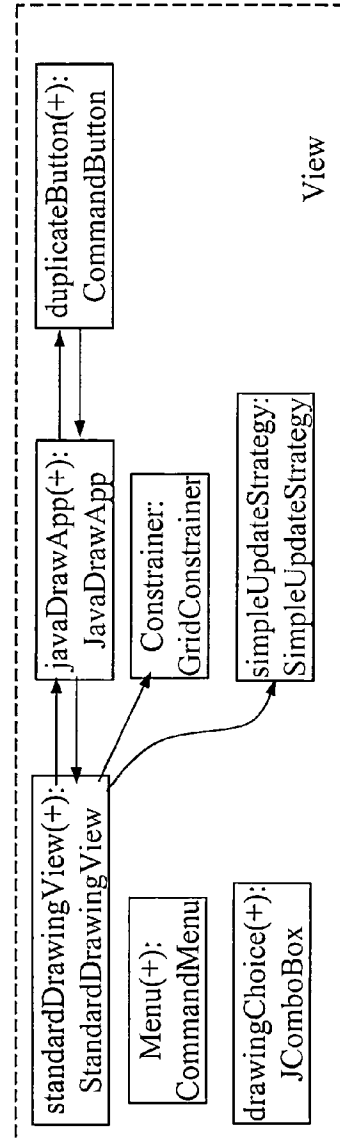 standardDrawingView(+):
StandardDrawingView
javaDrawApp(+):
JavaDrawApp
duplicateButton(+):
CommandButton
Menu(+):
CommandMenu
Constrainer:
GridConstrainer
drawingChoice(+):
JComboBox
simpleUpdateStrategy:
SimpleUpdateStrategy
View